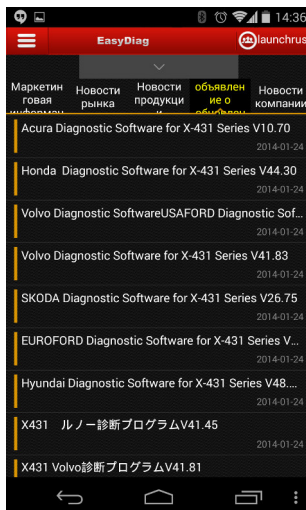 14:36
EasyDiag
launchrus
Маркетин
говая
информац
Новости
рынка
Новости
продукци
и
объявлен
ие о
обновлен
Новости
компании
Acura Diagnostic Software for X-431 Series V10.70
2014-01-24
Honda Diagnostic Software for X-431 Series V44.30
2014-01-24
Volvo Diagnostic SoftwareUSAFORD Diagnostic Sof...
2014-01-24
Volvo Diagnostic Software for X-431 Series V41.83
2014-01-24
SKODA Diagnostic Software for X-431 Series V26.75
2014-01-24
EUROFORD Diagnostic Software for X-431 Series V...
2014-01-24
Hyundai Diagnostic Software for X-431 Series V48....
2014-01-24
X431　ルノー診断プログラムV41.45
2014-01-24
X431 Volvo診断プログラムV41.81